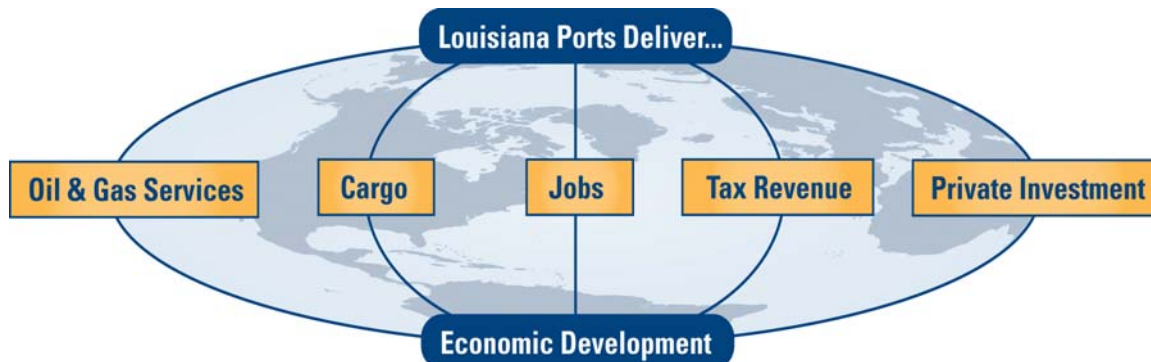 Louisiana Ports Deliver...
Oil & Gas Services
Cargo
Jobs
Tax Revenue
Private Investment
Economic Development